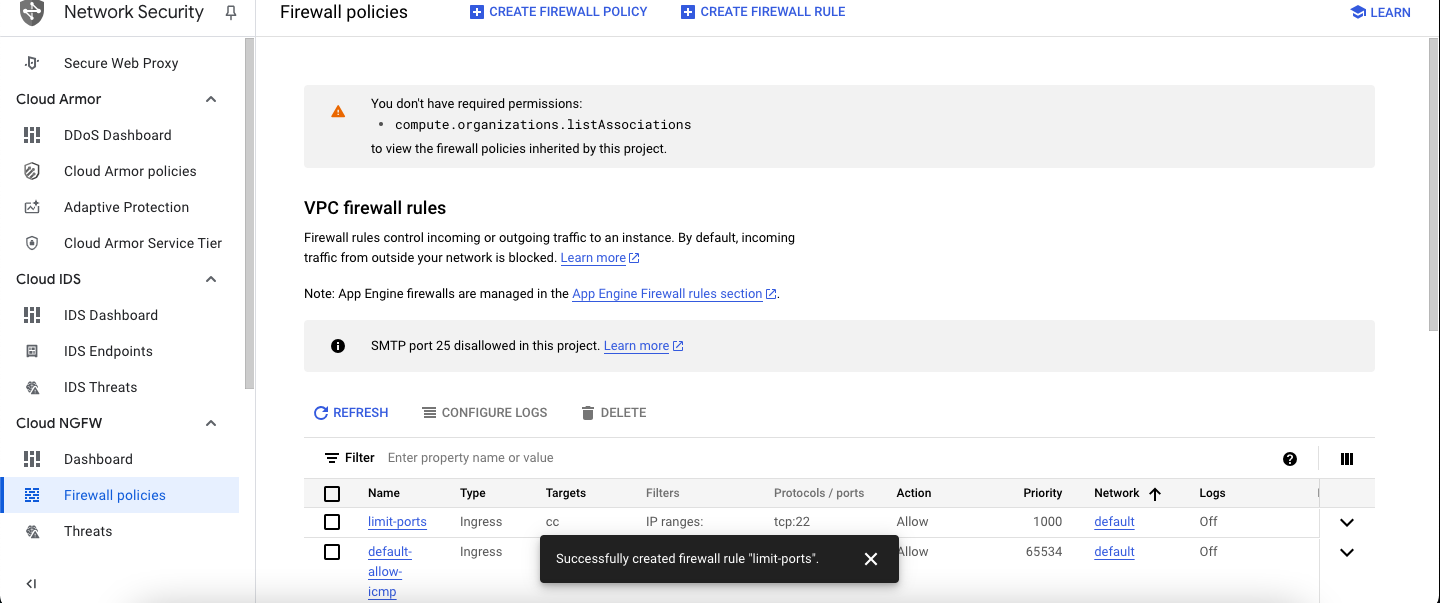 Network Security
Firewall policies
CREATE FIREWALL POLICY
CREATE FIREWALL RULE
LEARN
Secure Web Proxy
Cloud Armor
DDoS Dashboard
Cloud Armor policies
Adaptive Protection
Cloud Armor Service Tier
Cloud IDS
IDS Dashboard
IDS Endpoints
IDS Threats
Cloud NGFW
Dashboard
Firewall policies
Threats
You don't have required permissions:
• compute.organizations.listAssociations
to view the firewall policies inherited by this project.
VPC firewall rules
Firewall rules control incoming or outgoing traffic to an instance. By default, incoming
traffic from outside your network is blocked. Learn more
Note: App Engine firewalls are managed in the App Engine Firewall rules section.
SMTP port 25 disallowed in this project. Learn more
REFRESH CONFIGURE LOGS DELETE
Filter Enter property name or value
Name Type Targets Filters Protocols / ports Action Priority Network Logs
limit-ports Ingress cc IP ranges: tcp:22 Allow 1000 default Off
default- Ingress Allow 65534 default Off
allow-
icmp
Successfully created firewall rule "limit-ports".